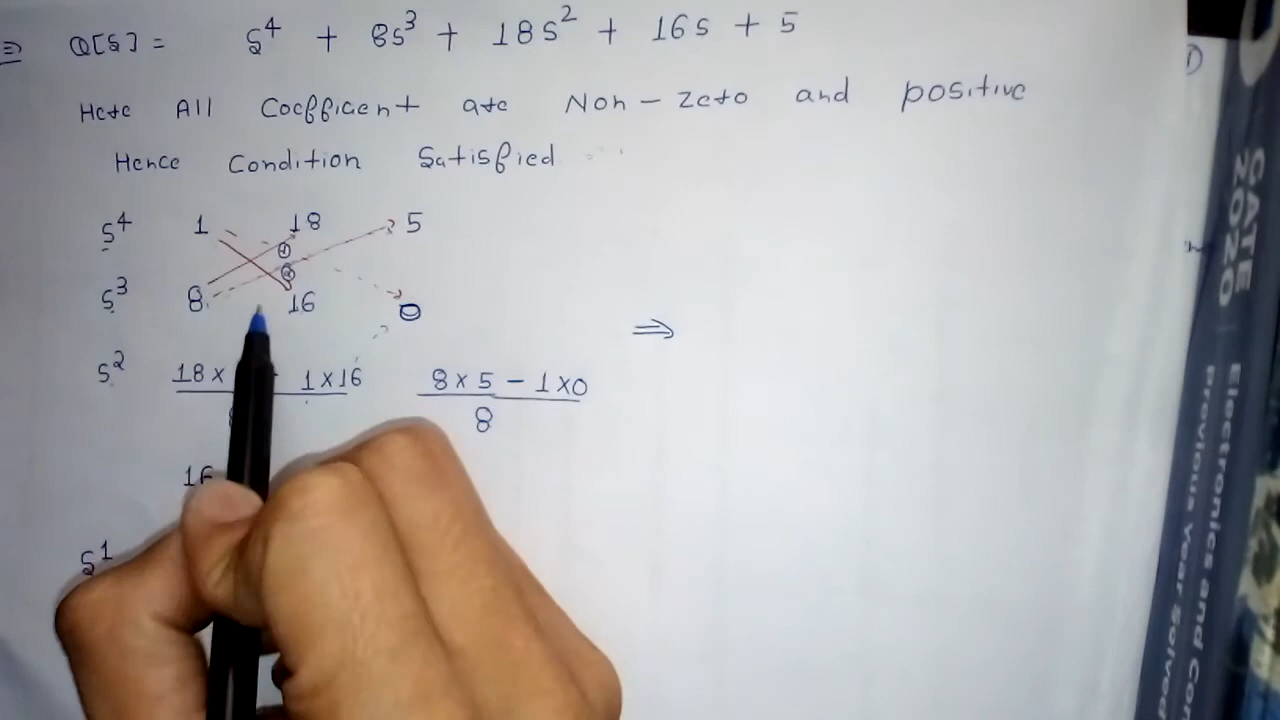 ⇒ Q[S] = S⁴ + 8S³ + 18S² + 16S + 5
Here All Coefficent are Non - Zero and positive
Hence Condition Satisfied
S⁴ 1 18 5
S³ 8 16 0
⇒
S² 18 × - 1 × 16 8 × 5 - 1 × 0
8
16
S¹
GATE
2020
Electronics and
Previous Year Solved